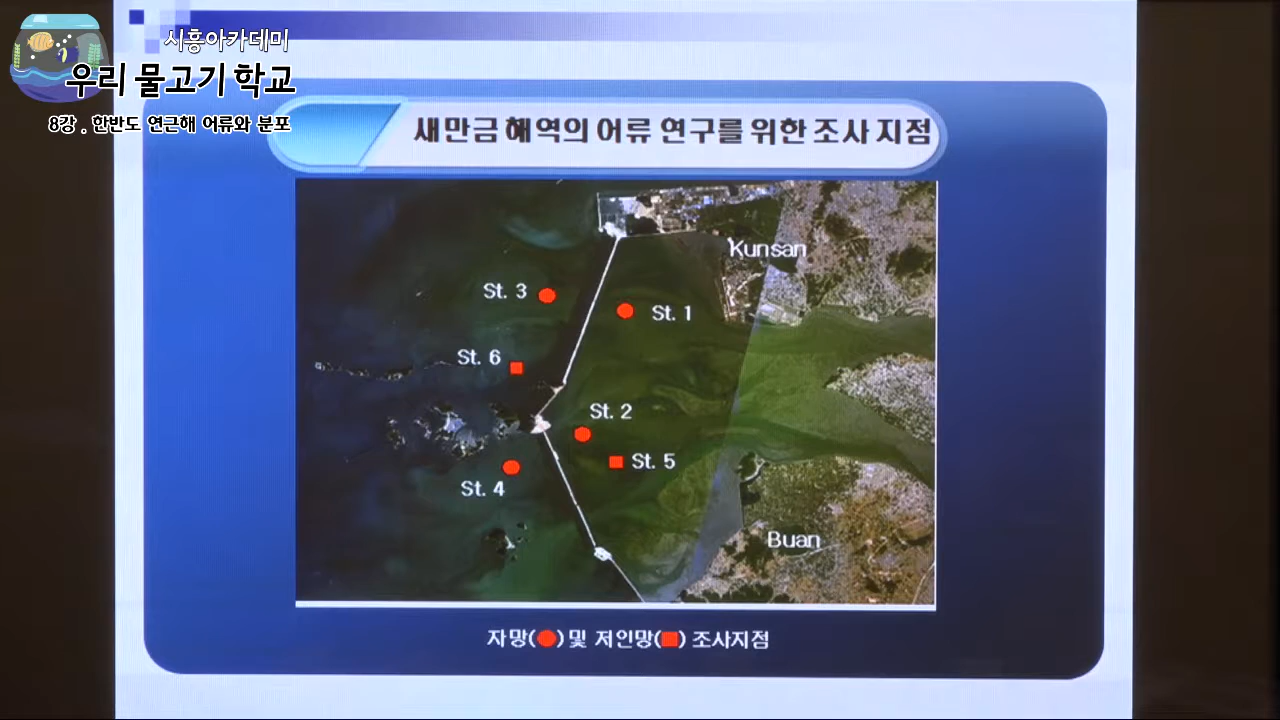 시흥아카데미
우리 물고기 학교
8강 . 한반도 연근해 어류와 분포
새만금 해역의 어류 연구를 위한 조사 지점
Kunsan
St. 3
St. 1
St. 6
St. 2
St. 5
St. 4
Buan
자망(●) 및 저인망(■) 조사지점